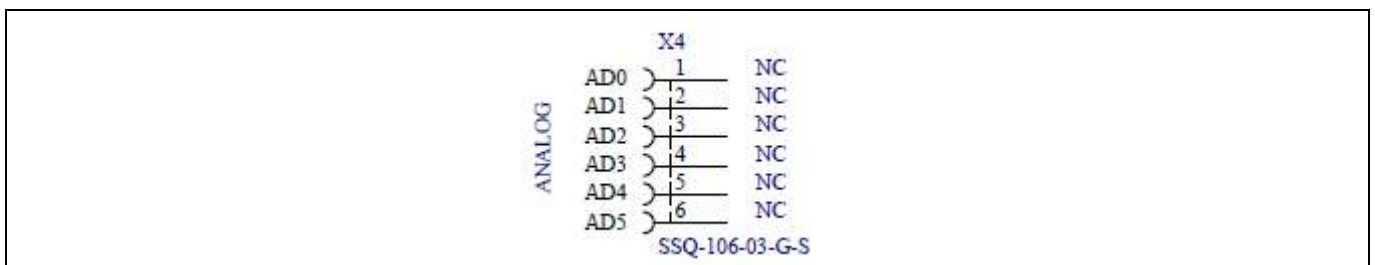 X4
AD0 1 NC
AD1 2 NC
AD2 3 NC
AD3 4 NC
AD4 5 NC
AD5 6 NC
ANALOG
SSQ-106-03-G-S